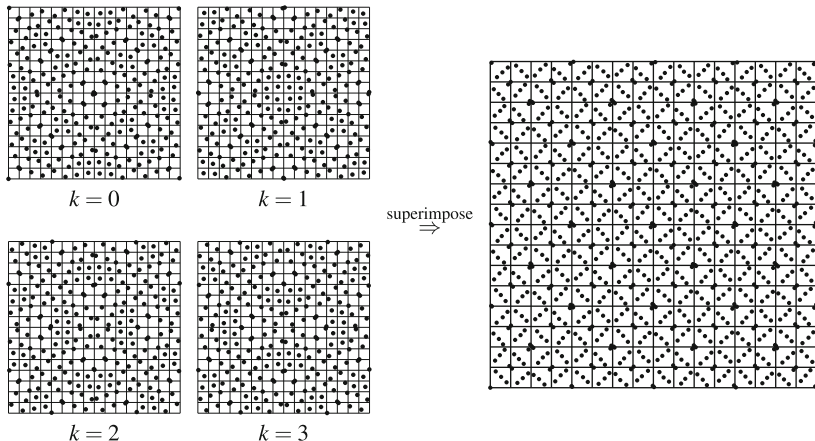 k = 0
k = 1
superimpose
⇒
k = 2
k = 3